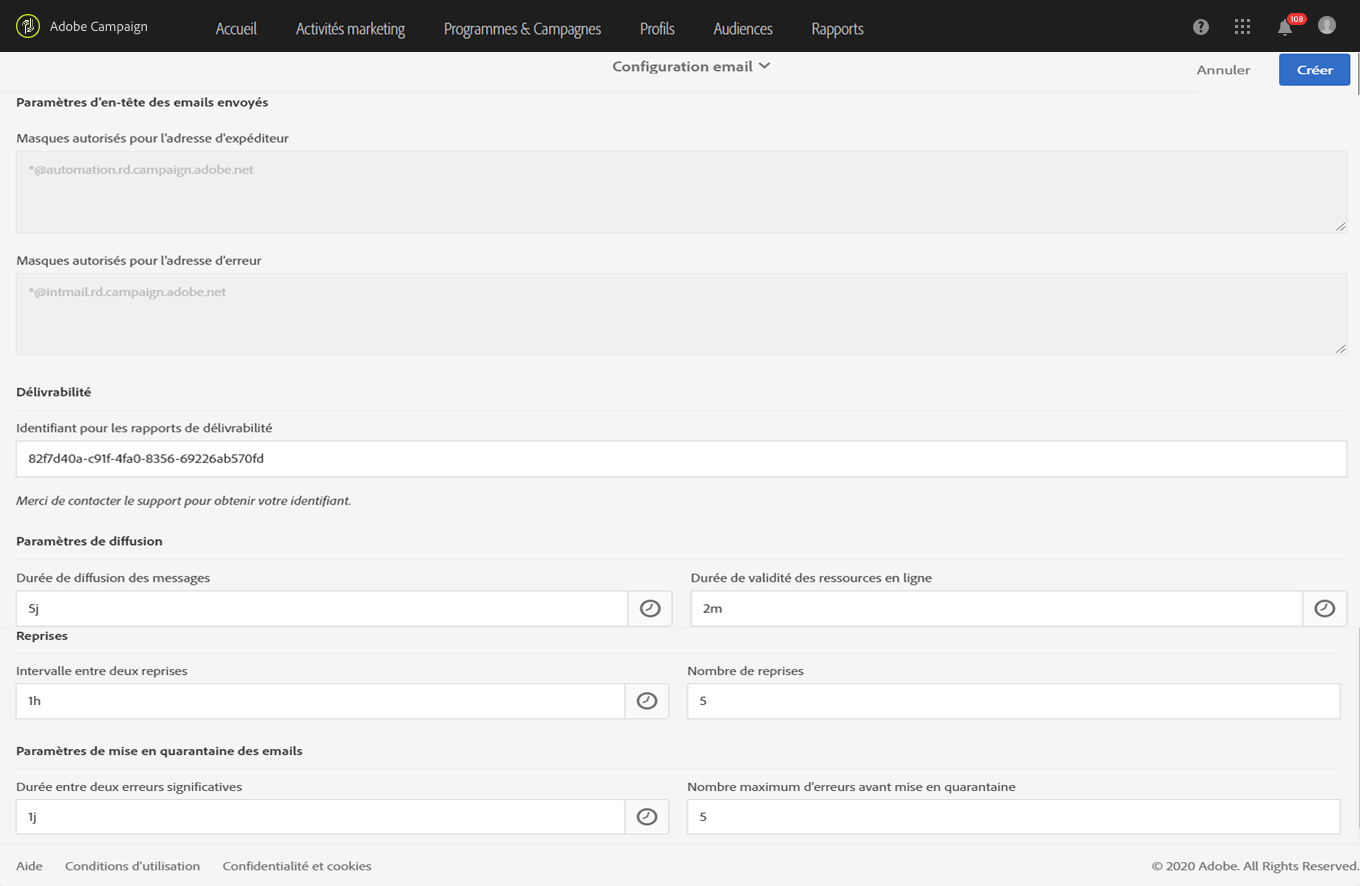 Adobe Campaign Accueil Activités marketing Programmes & Campagnes Profils Audiences Rapports 108
Configuration email Annuler Créer
Paramètres d'en-tête des emails envoyés
Masques autorisés pour l'adresse d'expéditeur
*@automation.rd.campaign.adobe.net
Masques autorisés pour l'adresse d'erreur
*@intmail.rd.campaign.adobe.net
Délivrabilité
Identifiant pour les rapports de délivrabilité
82f7d40a-c91f-4fa0-8356-69226ab570fd
Merci de contacter le support pour obtenir votre identifiant.
Paramètres de diffusion
Durée de diffusion des messages Durée de validité des ressources en ligne
5j 2m
Reprises
Intervalle entre deux reprises Nombre de reprises
1h 5
Paramètres de mise en quarantaine des emails
Durée entre deux erreurs significatives Nombre maximum d'erreurs avant mise en quarantaine
1j 5
Aide Conditions d'utilisation Confidentialité et cookies © 2020 Adobe. All Rights Reserved.